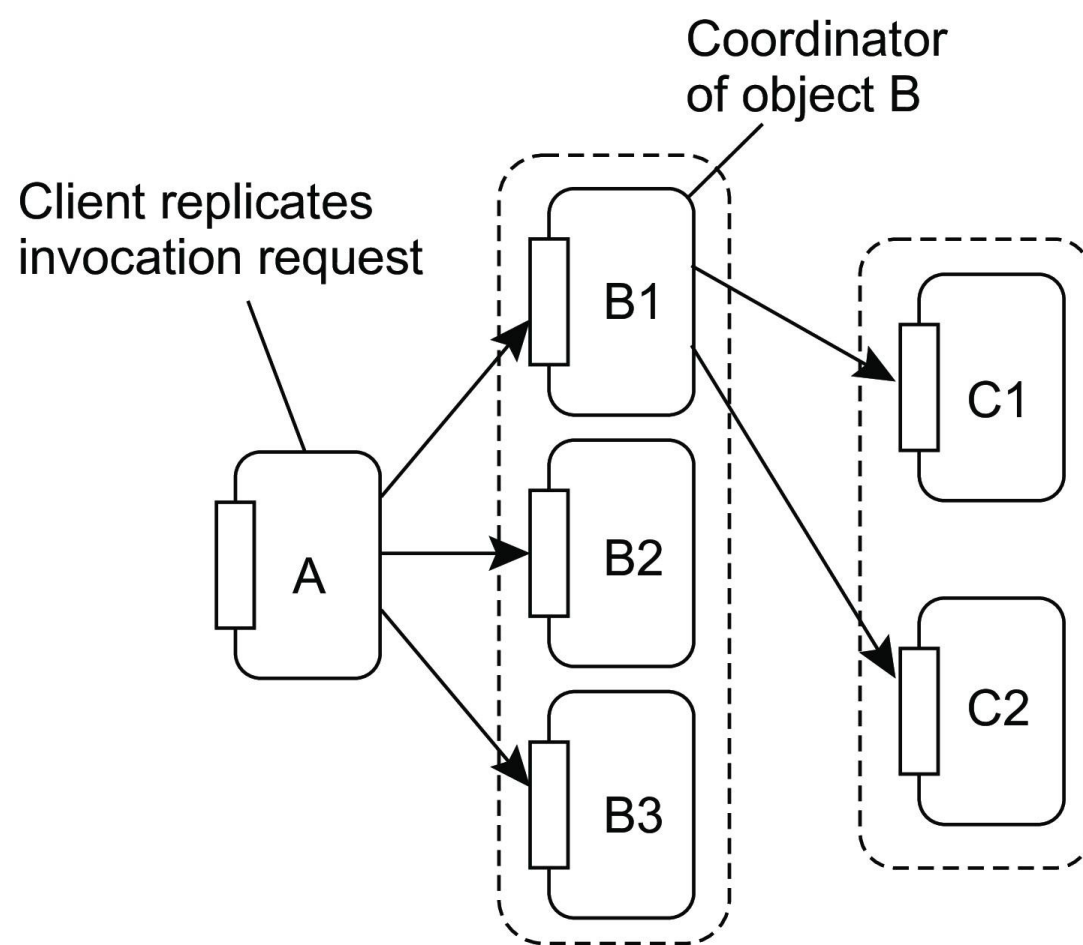 Coordinator
of object B
Client replicates
invocation request
A
B1
B2
B3
C1
C2